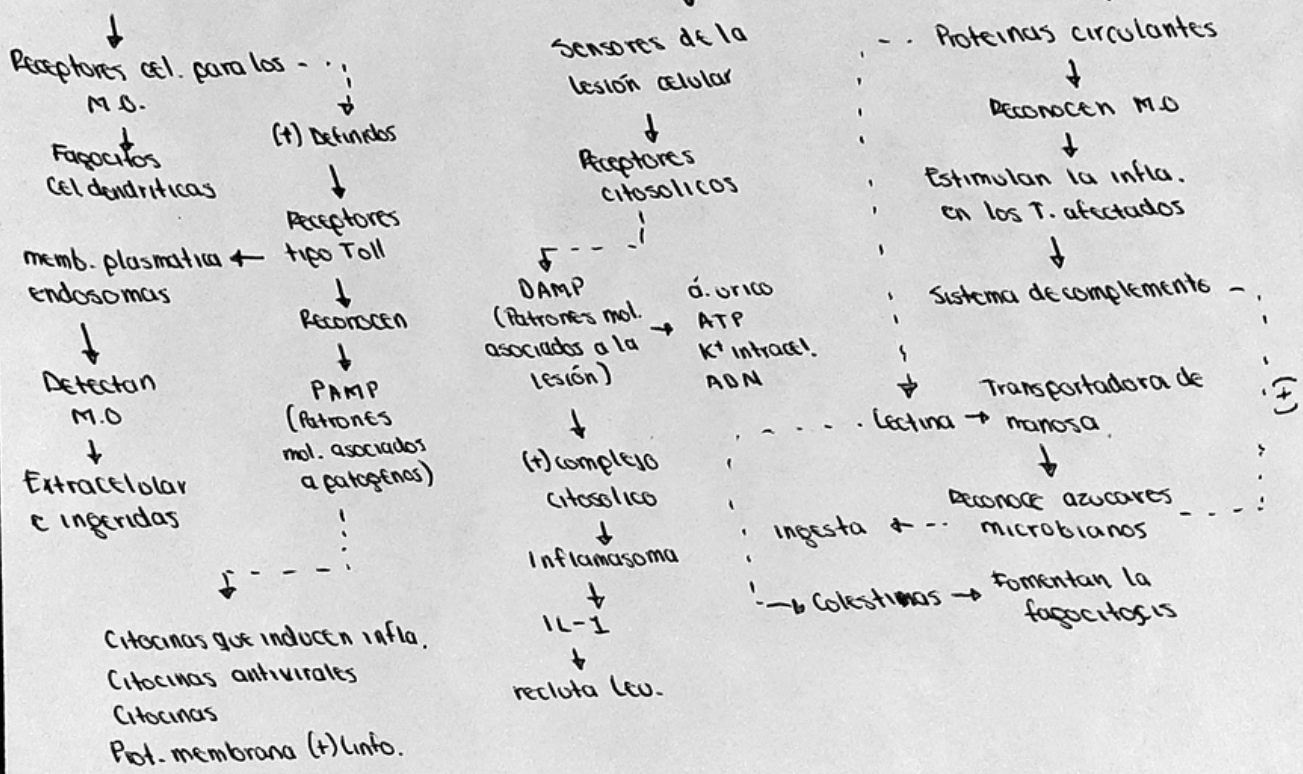 Receptores cel. para los
M.O.
Fagocitos
Cel dendriticas
(+) Definidos
Receptores
tipo Toll
memb. plasmatica
endosomas
Detectan
M.O
Extracelular
e ingeridas
Reconocen
PAMP
(Patrones
mol. asociados
a patogenos)
Citocinas que inducen infla.
Citocinas antivirales
Citocinas
Prot. membrana (+) Linfo.
Sensores de la
lesión celular
Receptores
citosolicos
DAMP
(Patrones mol.
asociados a la
lesión)
á. urico
ATP
K+ intracel.
ADN
(+) complejo
citosolico
Inflamasoma
IL-1
recluta Leu.
Proteinas circulantes
Reconocen M.O
Estimulan la infla.
en los T. afectados
Sistema de complemento
(+)
Lectina
Transportadora de
manosa
Reconoce azucares
microbianos
ingesta
Colestinas
Fomentan la
fagocitosis